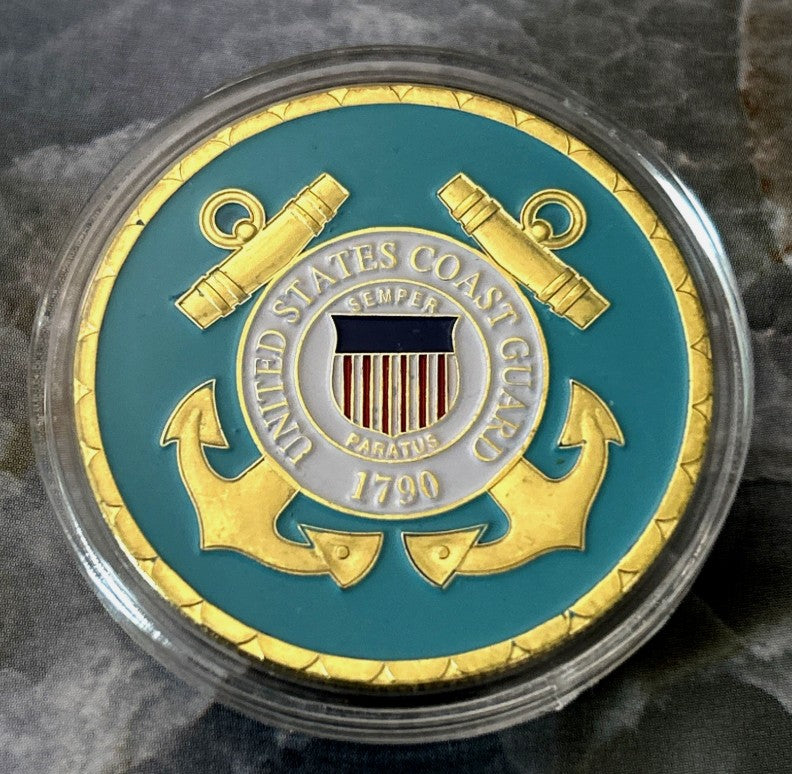 UNITED STATES COAST GUARD
SEMPER
PARATUS
1790